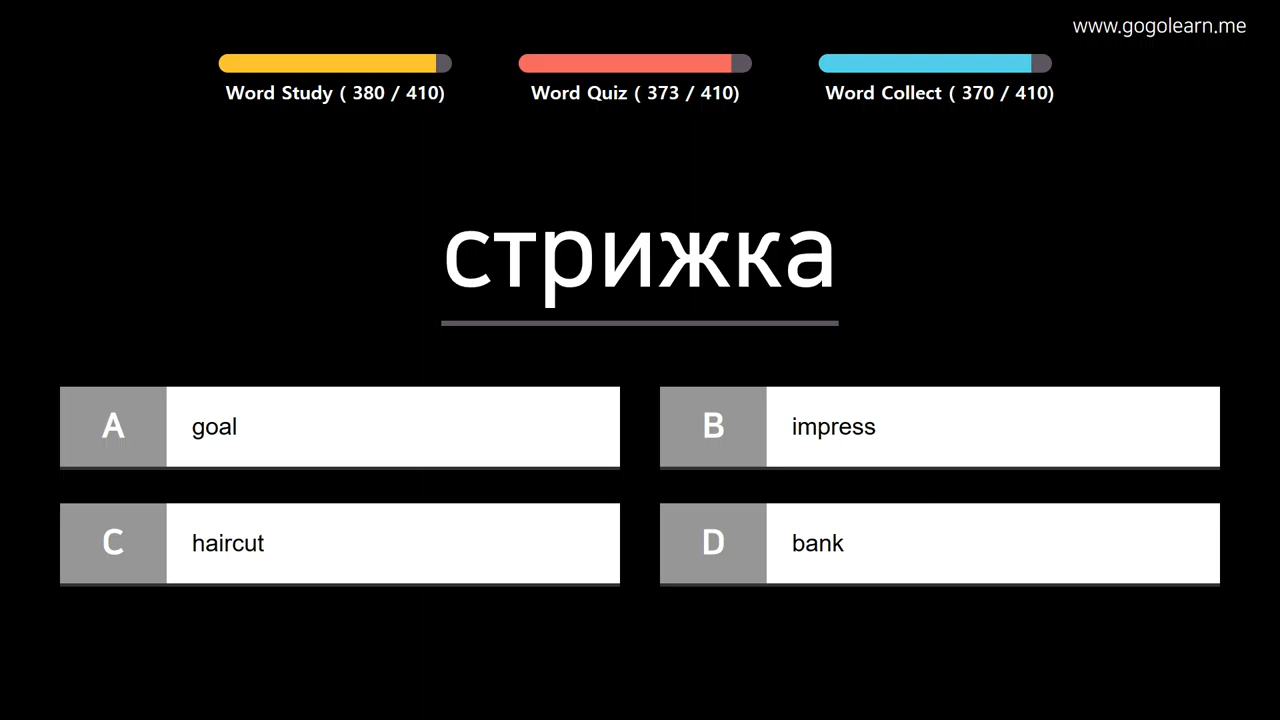 www.gogolearn.me
Word Study ( 380 / 410)
Word Quiz ( 373 / 410)
Word Collect ( 370 / 410)
стрижка
A goal
B impress
C haircut
D bank